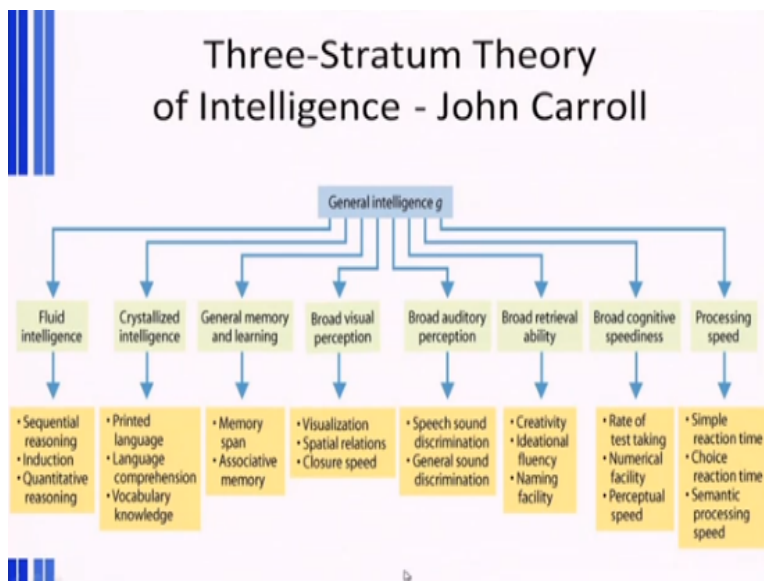 Three-Stratum Theory
of Intelligence - John Carroll
General intelligence g
Fluid
intelligence
Crystallized
intelligence
General memory
and learning
Broad visual
perception
Broad auditory
perception
Broad retrieval
ability
Broad cognitive
speediness
Processing
speed
• Sequential
reasoning
• Induction
• Quantitative
reasoning
• Printed
language
• Language
comprehension
• Vocabulary
knowledge
• Memory
span
• Associative
memory
• Visualization
• Spatial relations
• Closure speed
• Speech sound
discrimination
• General sound
discrimination
• Creativity
• Ideational
fluency
• Naming
facility
• Rate of
test taking
• Numerical
facility
• Perceptual
speed
• Simple
reaction time
• Choice
reaction time
• Semantic
processing
speed